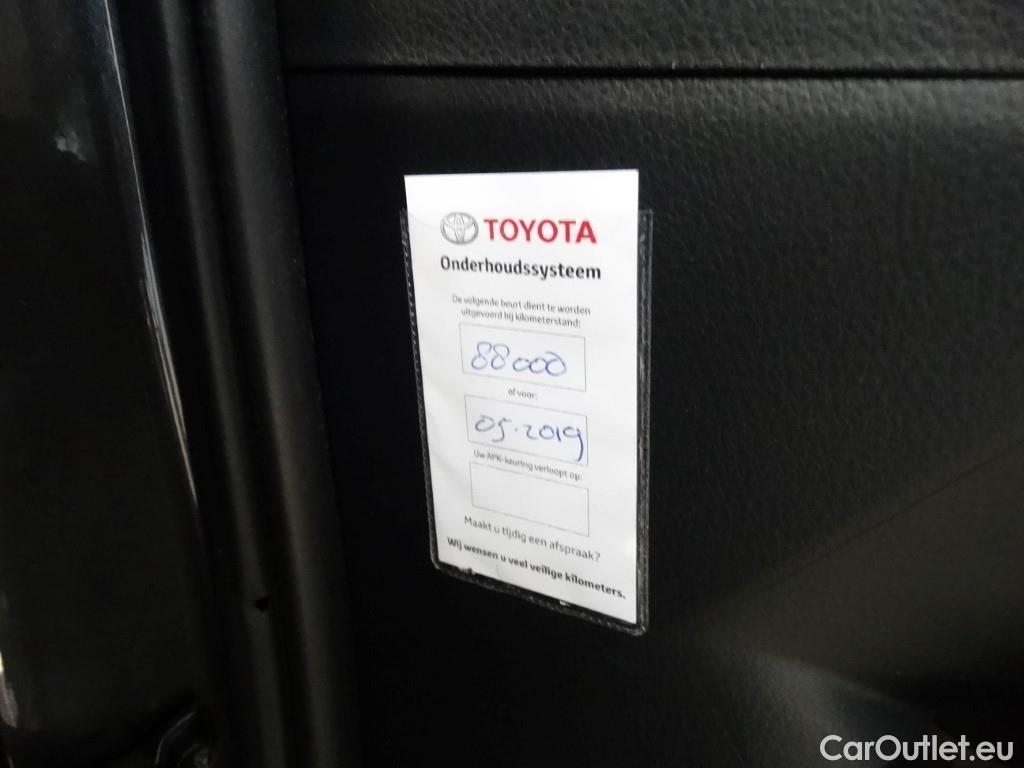 TOYOTA
Onderhoudssysteem
De volgende beurt dient te worden
uitgevoerd bij kilometerstand:
88000
of voor:
05-2019
Uw APK-keuring verloopt op:
Maakt u tijdig een afspraak?
Wij wensen u veel veilige kilometers.
CarOutlet.eu